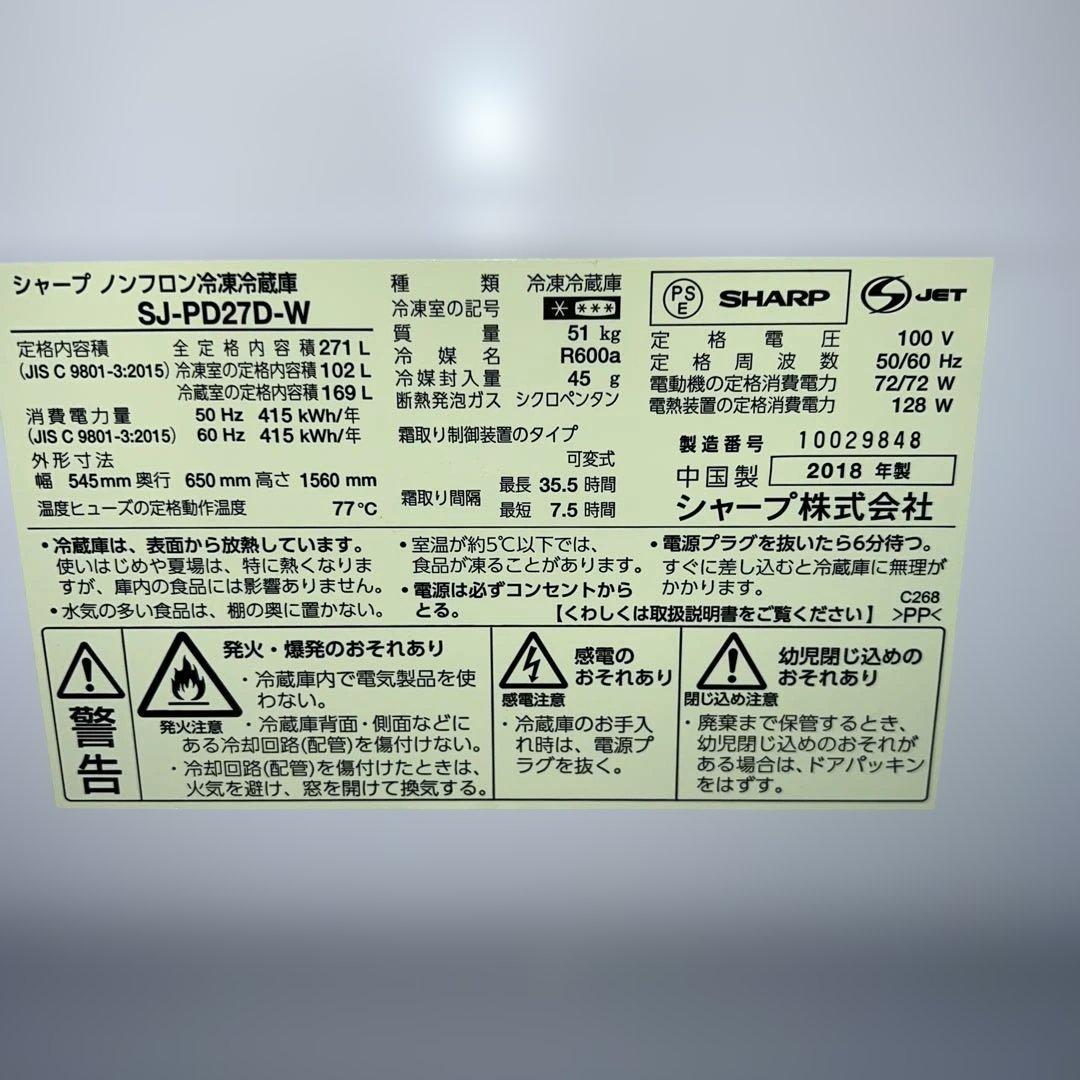 シャープ ノンフロン冷凍冷蔵庫
SJ-PD27D-W
定格内容積 全定格内容積 271 L
(JIS C 9801-3:2015) 冷凍室の定格内容積 102 L
冷蔵室の定格内容積 169 L
消費電力量 50 Hz 415 kWh/年
(JIS C 9801-3:2015) 60 Hz 415 kWh/年
外形寸法
幅 545mm 奥行 650 mm 高さ 1560 mm
温度ヒューズの定格動作温度 77℃
種類 冷凍冷蔵庫
冷凍室の記号 * ***
質量 51 kg
冷媒名 R600a
冷媒封入量 45 g
断熱発泡ガス シクロペンタン
霜取り制御装置のタイプ
可変式
霜取り間隔 最長 35.5 時間
最短 7.5 時間
PSE SHARP JET
定格電圧 100 V
定格周波数 50/60 Hz
電動機の定格消費電力 72/72 W
電熱装置の定格消費電力 128 W
製造番号 10029848
中国製 2018 年製
シャープ株式会社
・冷蔵庫は、表面から放熱しています。
使いはじめや夏場は、特に熱くなりま
すが、庫内の食品には影響ありません。
・水気の多い食品は、棚の奥に置かない。
・室温が約5℃以下では、
食品が凍ることがあります。
・電源は必ずコンセントから
とる。
・電源プラグを抜いたら6分待つ。
すぐに差し込むと冷蔵庫に無理が
かかります。
C268
【くわしくは取扱説明書をご覧ください】 >PP<
警告
発火・爆発のおそれあり
発火注意
・冷蔵庫内で電気製品を使
わない。
・冷蔵庫背面・側面などに
ある冷却回路(配管)を傷付けない。
・冷却回路(配管)を傷付けたときは、
火気を避け、窓を開けて換気する。
感電の
おそれあり
感電注意
・冷蔵庫のお手入
れ時は、電源プ
ラグを抜く。
幼児閉じ込めの
おそれあり
閉じ込め注意
・廃棄まで保管するとき、
幼児閉じ込めのおそれが
ある場合は、ドアパッキン
をはずす。